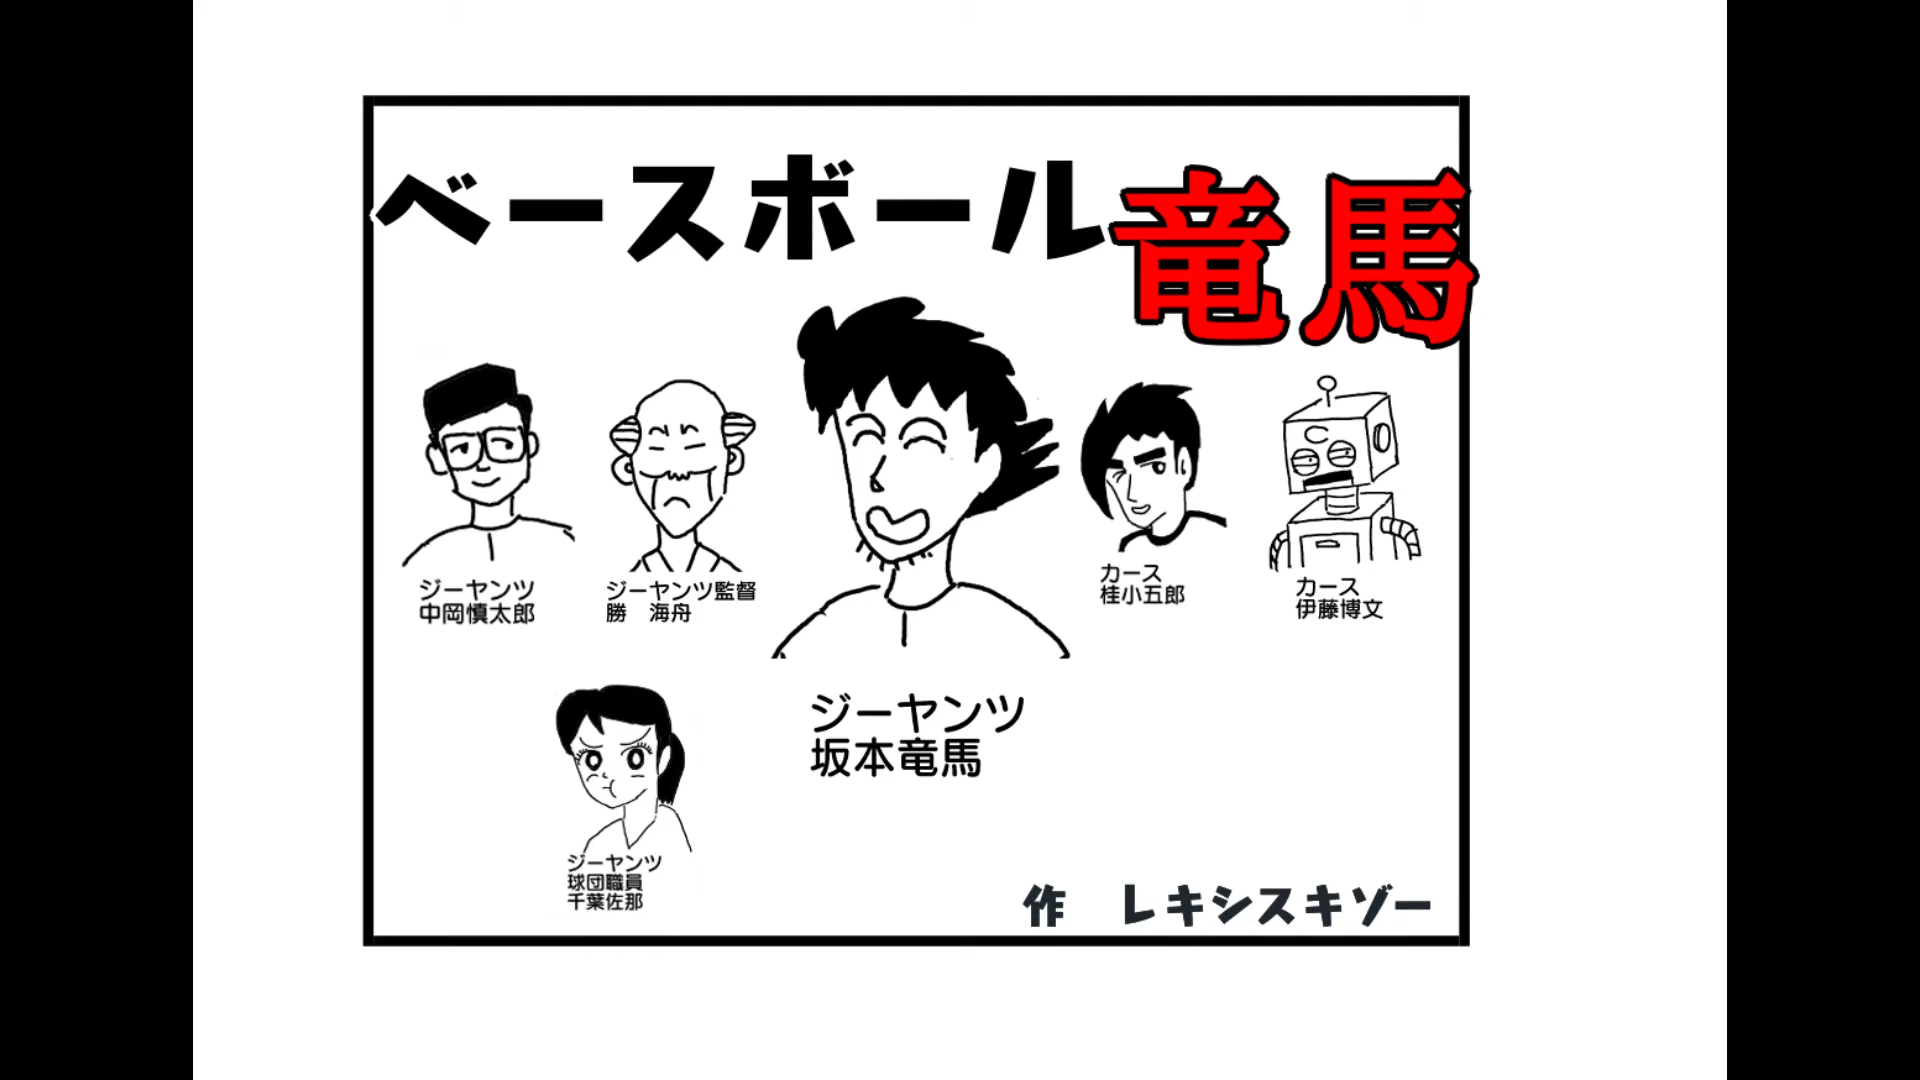 ベースボール竜馬
ジーヤンツ
中岡慎太郎
ジーヤンツ監督
勝　海舟
カース
桂小五郎
C
カース
伊藤博文
ジーヤンツ
坂本竜馬
ジーヤンツ
球団職員
千葉佐那
作　レキシスキゾー